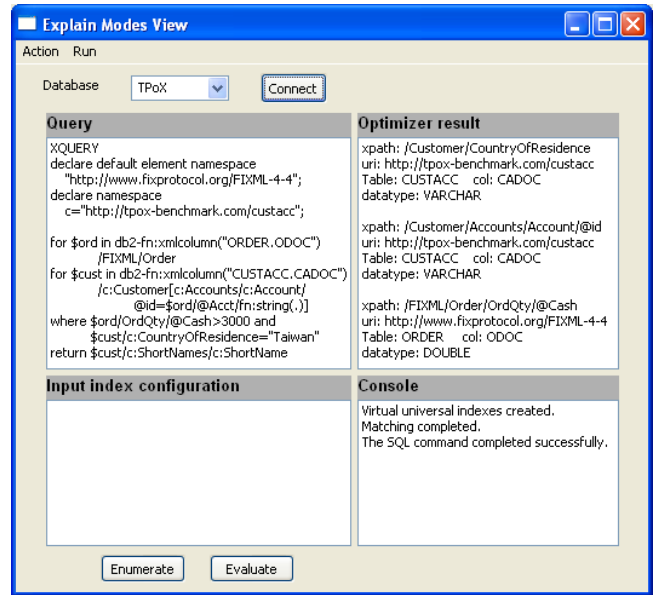 Explain Modes View
Action Run
Database TPoX Connect
Query
XQUERY
declare default element namespace
"http://www.fixprotocol.org/FIXML-4-4";
declare namespace
c="http://tpox-benchmark.com/custacc";
for $ord in db2-fn:xmlcolumn("ORDER.ODOC")
/FIXML/Order
for $cust in db2-fn:xmlcolumn("CUSTACC.CADOC")
/c:Customer[c:Accounts/c:Account/
@id=$ord/@Acct/fn:string(.)]
where $ord/OrdQty/@Cash>3000 and
$cust/c:CountryOfResidence="Taiwan"
return $cust/c:ShortNames/c:ShortName
Optimizer result
xpath: /Customer/CountryOfResidence
uri: http://tpox-benchmark.com/custacc
Table: CUSTACC col: CADOC
datatype: VARCHAR
xpath: /Customer/Accounts/Account/@id
uri: http://tpox-benchmark.com/custacc
Table: CUSTACC col: CADOC
datatype: VARCHAR
xpath: /FIXML/Order/OrdQty/@Cash
uri: http://www.fixprotocol.org/FIXML-4-4
Table: ORDER col: ODOC
datatype: DOUBLE
Input index configuration
Console
Virtual universal indexes created.
Matching completed.
The SQL command completed successfully.
Enumerate Evaluate